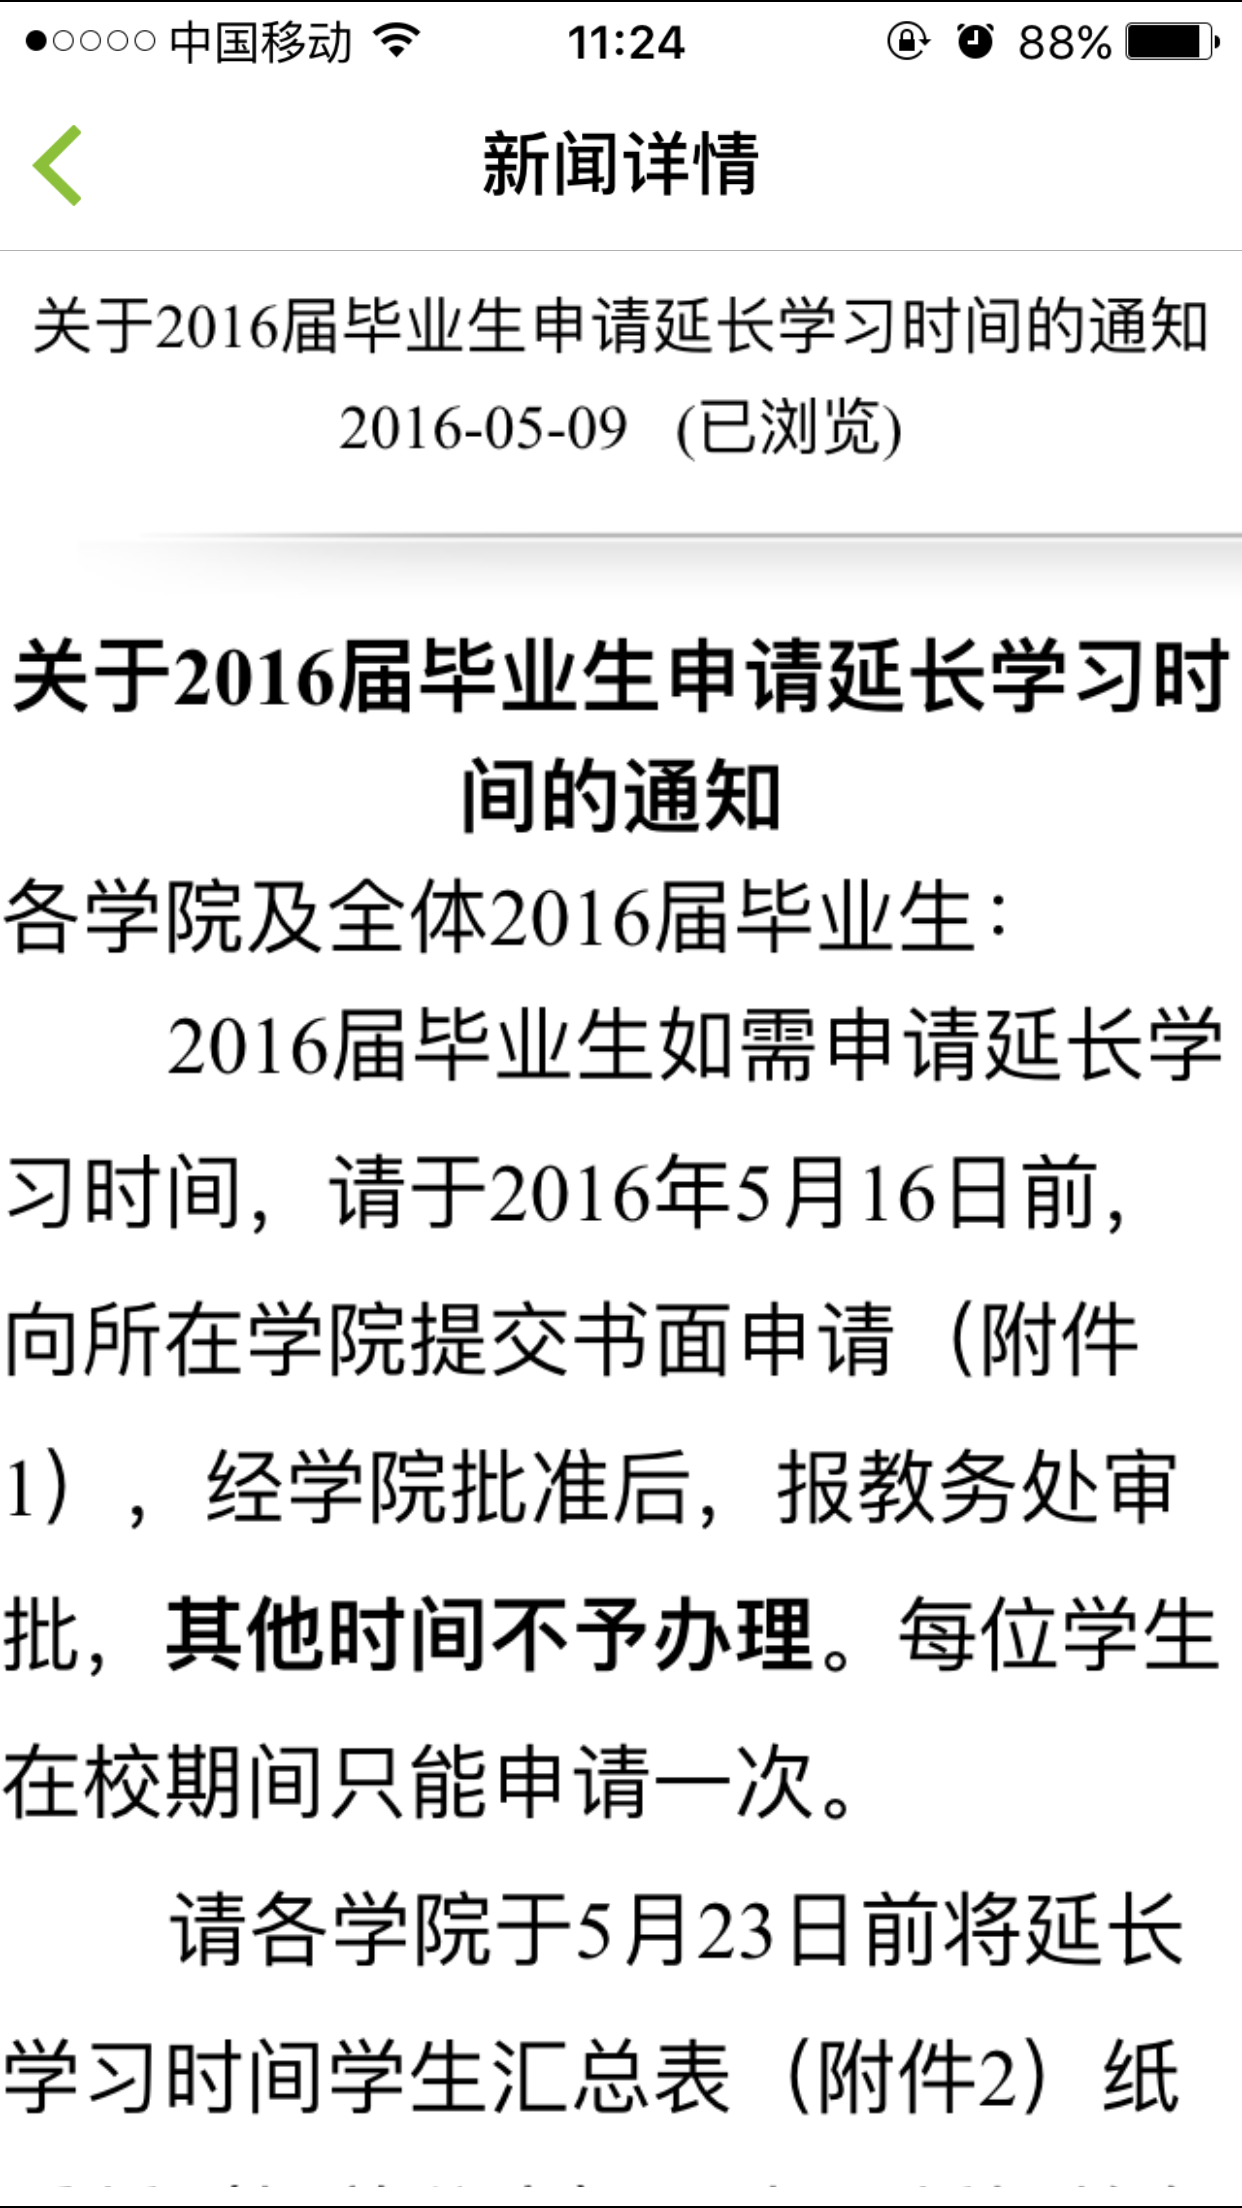 中国移动 11:24 88%
新闻详情
关于2016届毕业生申请延长学习时间的通知
2016-05-09 (已浏览)
关于2016届毕业生申请延长学习时
间的通知
各学院及全体2016届毕业生：
2016届毕业生如需申请延长学
习时间，请于2016年5月16日前，
向所在学院提交书面申请（附件
1），经学院批准后，报教务处审
批，其他时间不予办理。每位学生
在校期间只能申请一次。
请各学院于5月23日前将延长
学习时间学生汇总表（附件2）纸